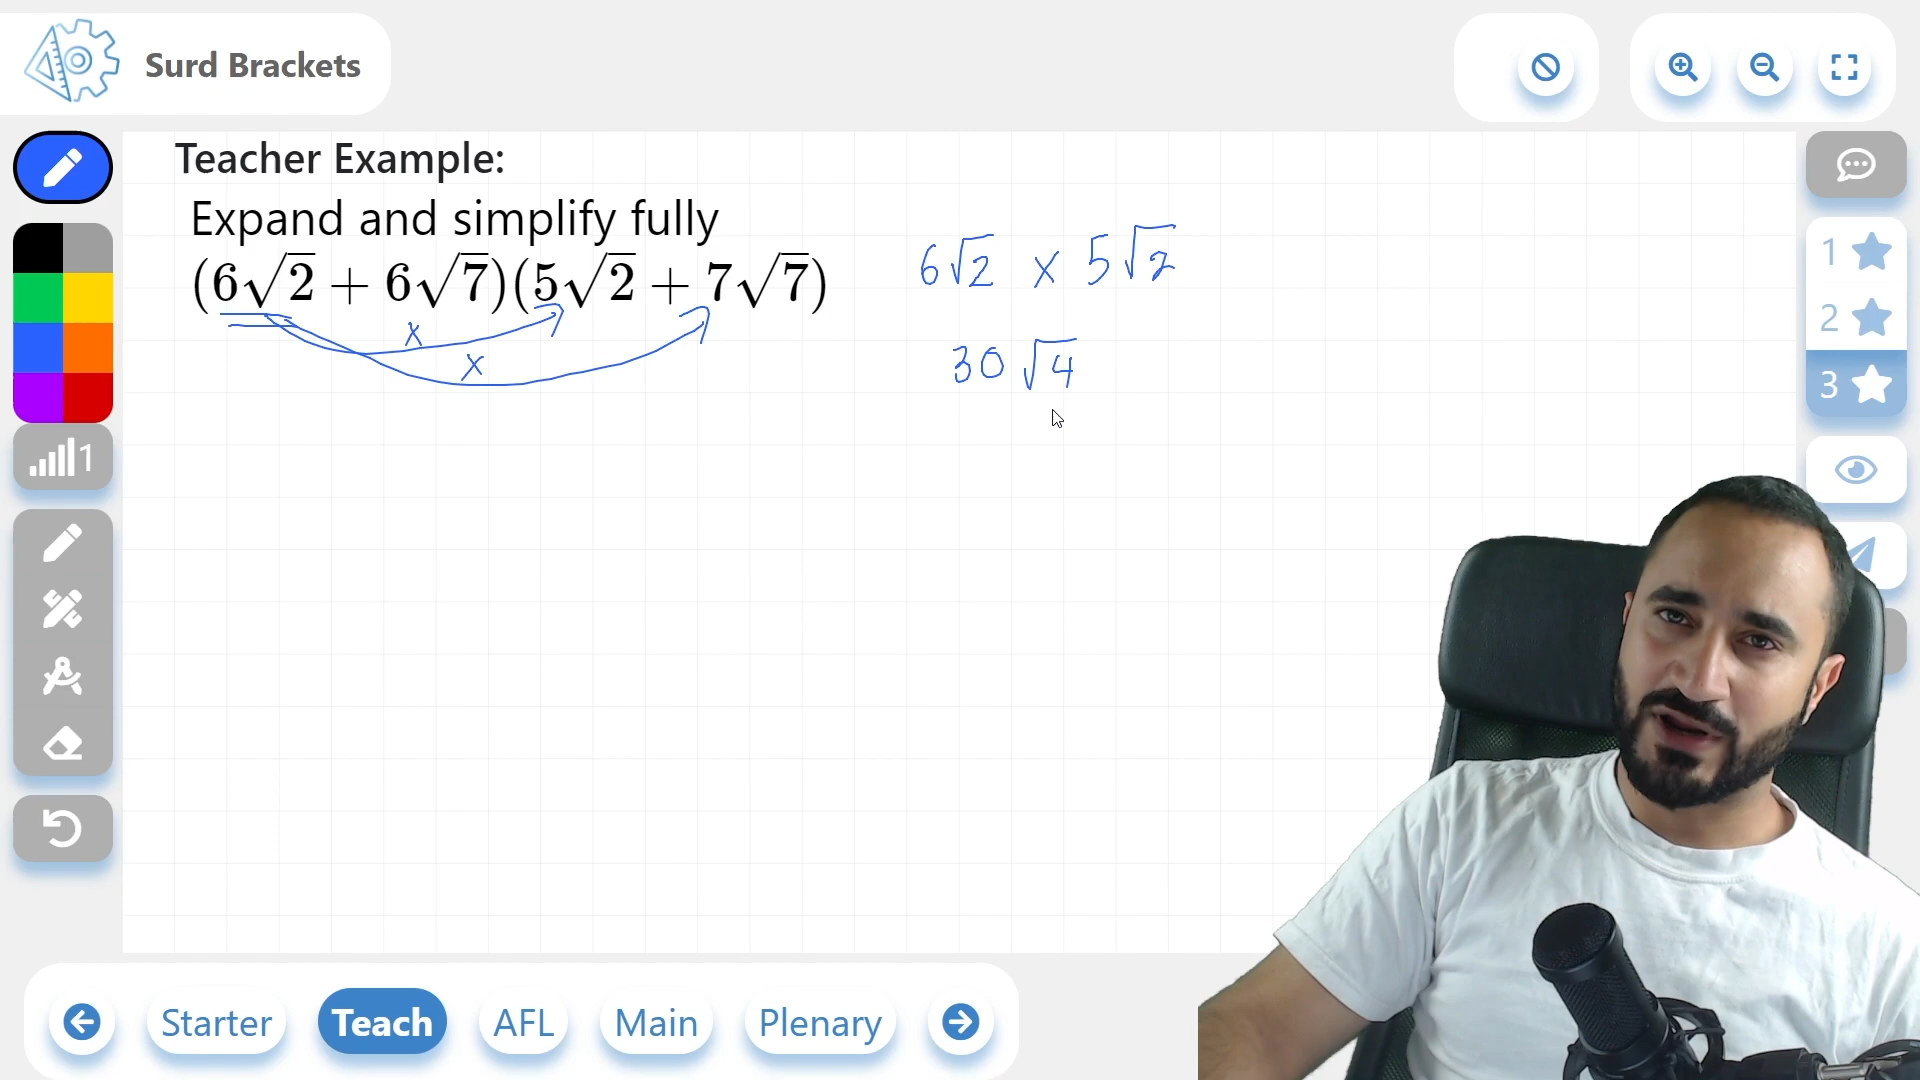 Surd Brackets
Teacher Example:
Expand and simplify fully
(6√2 + 6√7)(5√2 + 7√7)
x
x
6√2 x 5√2
30 √4
1
2
3
1
Starter
Teach
AFL
Main
Plenary